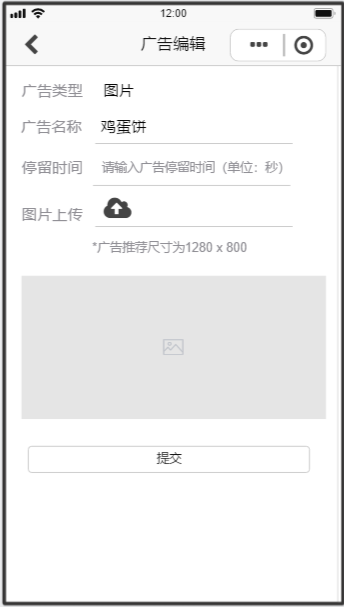 12:00
广告编辑
广告类型 图片
广告名称 鸡蛋饼
停留时间 请输入广告停留时间（单位：秒）
图片上传
*广告推荐尺寸为1280 x 800
提交